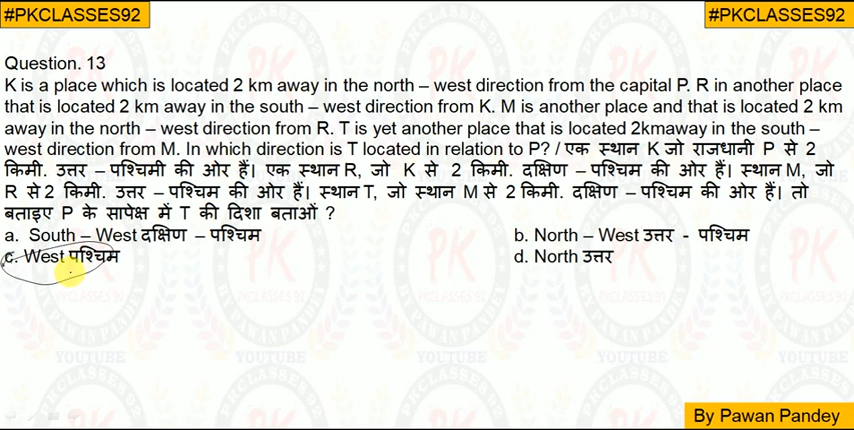 #PKCLASSES92
#PKCLASSES92
Question. 13
K is a place which is located 2 km away in the north – west direction from the capital P. R in another place
that is located 2 km away in the south – west direction from K. M is another place and that is located 2 km
away in the north – west direction from R. T is yet another place that is located 2kmaway in the south –
west direction from M. In which direction is T located in relation to P? / एक स्थान K जो राजधानी P से 2
किमी. उत्तर – पश्चिमी की ओर हैं। एक स्थान R, जो K से 2 किमी. दक्षिण – पश्चिम की ओर हैं। स्थान M, जो
R से 2 किमी. उत्तर – पश्चिम की ओर हैं। स्थान T, जो स्थान M से 2 किमी. दक्षिण – पश्चिम की ओर हैं। तो
बताइए P के सापेक्ष में T की दिशा बताओं ?
a. South – West दक्षिण – पश्चिम
b. North – West उत्तर - पश्चिम
c. West पश्चिम
d. North उत्तर
By Pawan Pandey